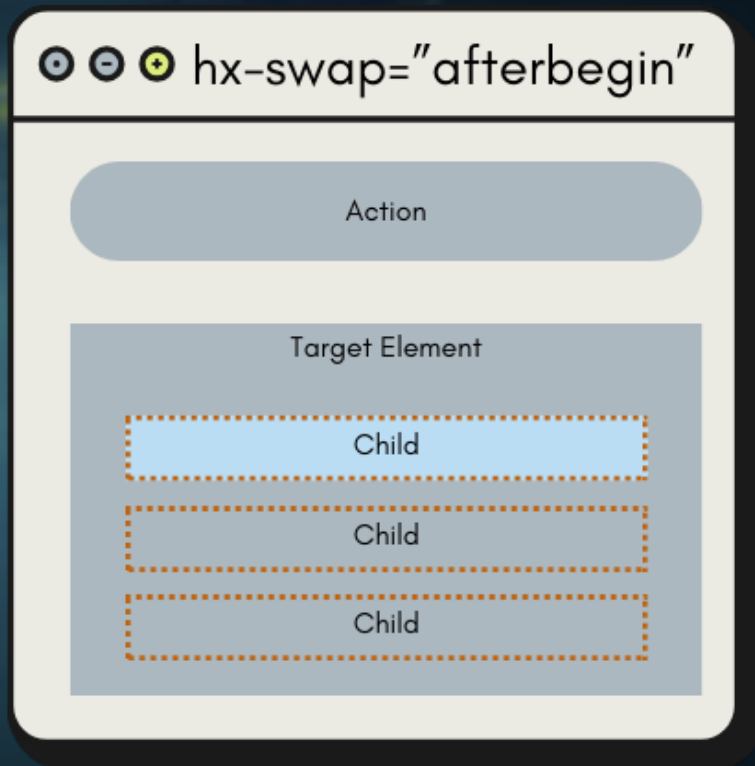 hx-swap=”afterbegin”
Action
Target Element
Child
Child
Child